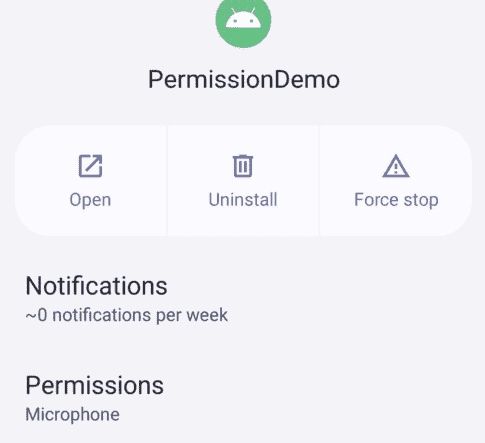 PermissionDemo
Open
Uninstall
Force stop
Notifications
~0 notifications per week
Permissions
Microphone